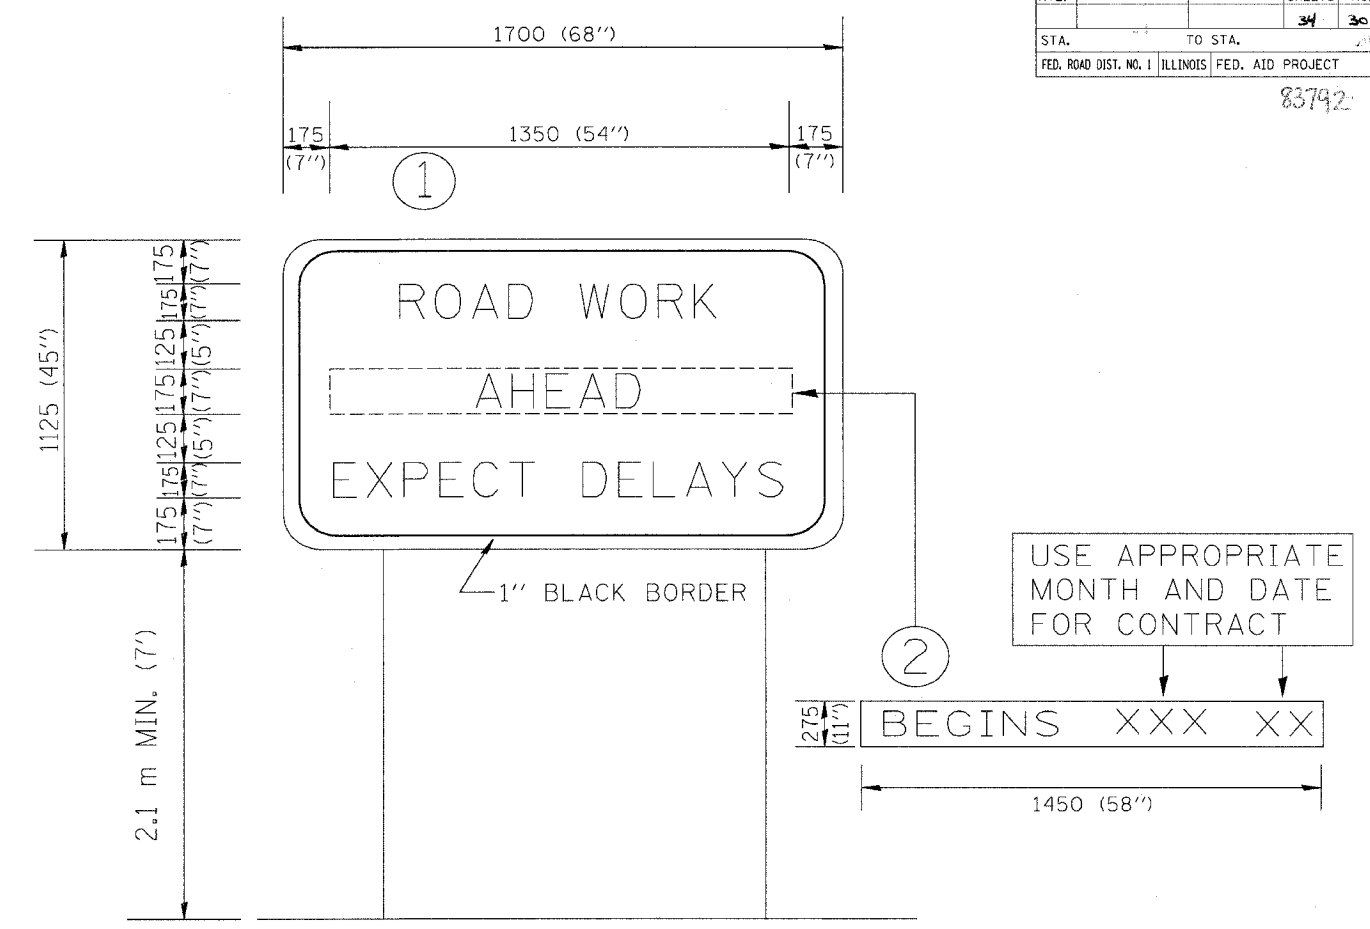 34 30
STA. TO STA.
FED. ROAD DIST. NO. 1 ILLINOIS FED. AID PROJECT
83792
1700 (68'')
175 1350 (54'') 175
(7'') (7'')
1
1125 (45'')
175 (7'')
175 (7'')
125 (5'')
175 (7'')
125 (5'')
175 (7'')
175 (7'')
ROAD WORK
AHEAD
EXPECT DELAYS
1'' BLACK BORDER
2.1 m MIN. (7')
USE APPROPRIATE
MONTH AND DATE
FOR CONTRACT
2
275 (11'')
BEGINS XXX XX
1450 (58'')